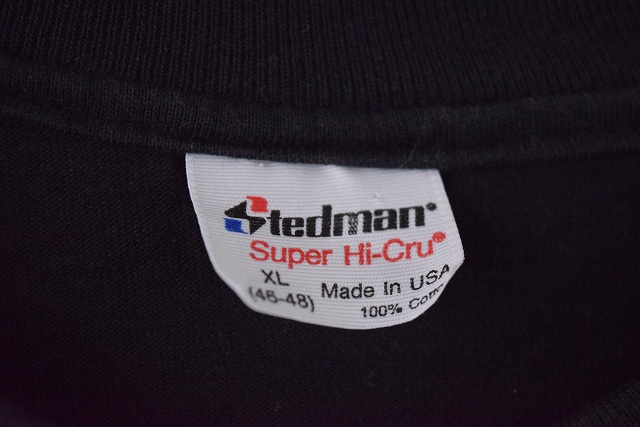 Stedman®
Super Hi-Cru®
XL
(46-48)
Made In USA
100%